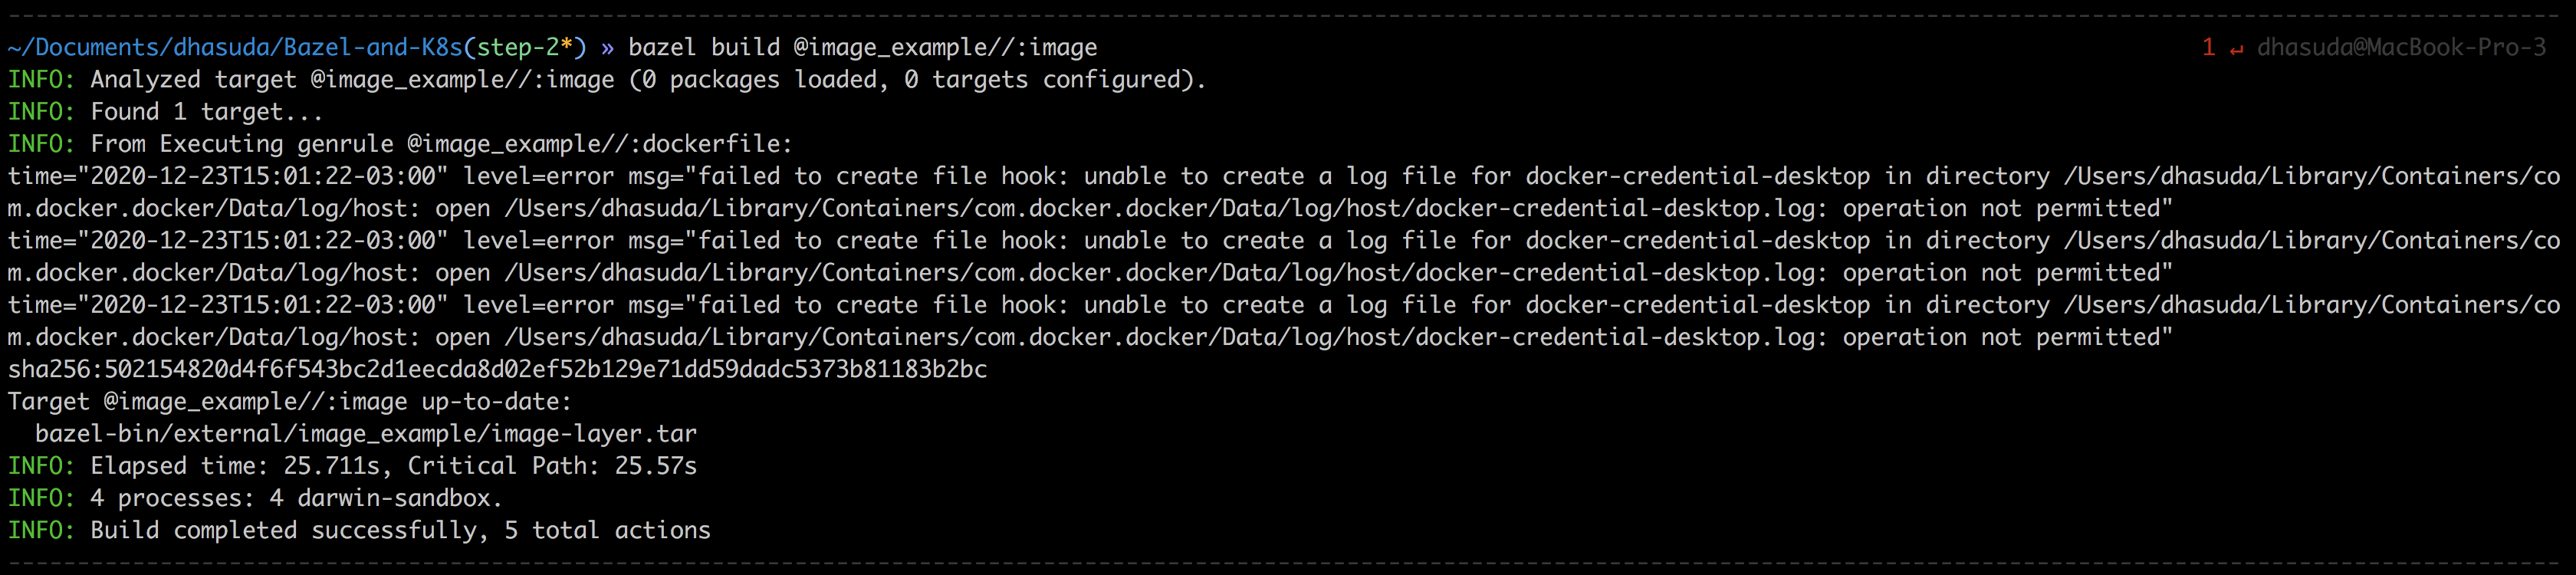 ~/Documents/dhasuda/Bazel-and-K8s(step-2*) » bazel build @image_example//:image 1 ↵ dhasuda@MacBook-Pro-3
INFO: Analyzed target @image_example//:image (0 packages loaded, 0 targets configured).
INFO: Found 1 target...
INFO: From Executing genrule @image_example//:dockerfile:
time="2020-12-23T15:01:22-03:00" level=error msg="failed to create file hook: unable to create a log file for docker-credential-desktop in directory /Users/dhasuda/Library/Containers/co
m.docker.docker/Data/log/host: open /Users/dhasuda/Library/Containers/com.docker.docker/Data/log/host/docker-credential-desktop.log: operation not permitted"
time="2020-12-23T15:01:22-03:00" level=error msg="failed to create file hook: unable to create a log file for docker-credential-desktop in directory /Users/dhasuda/Library/Containers/co
m.docker.docker/Data/log/host: open /Users/dhasuda/Library/Containers/com.docker.docker/Data/log/host/docker-credential-desktop.log: operation not permitted"
time="2020-12-23T15:01:22-03:00" level=error msg="failed to create file hook: unable to create a log file for docker-credential-desktop in directory /Users/dhasuda/Library/Containers/co
m.docker.docker/Data/log/host: open /Users/dhasuda/Library/Containers/com.docker.docker/Data/log/host/docker-credential-desktop.log: operation not permitted"
sha256:502154820d4f6f543bc2d1eecda8d02ef52b129e71dd59dadc5373b81183b2bc
Target @image_example//:image up-to-date:
  bazel-bin/external/image_example/image-layer.tar
INFO: Elapsed time: 25.711s, Critical Path: 25.57s
INFO: 4 processes: 4 darwin-sandbox.
INFO: Build completed successfully, 5 total actions